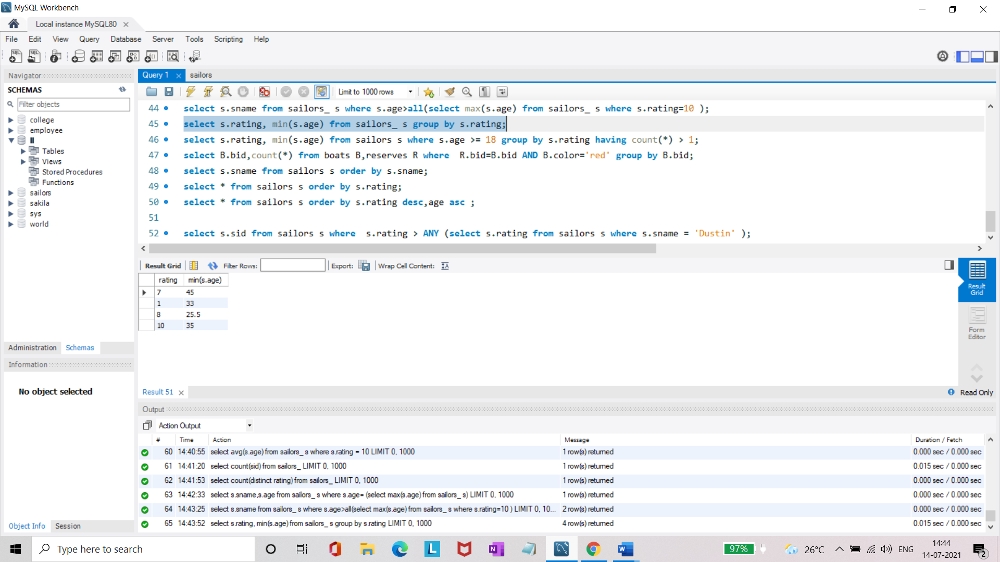 MySQL Workbench
Local instance MySQL80
File Edit View Query Database Server Tools Scripting Help
Navigator
SCHEMAS
Filter objects
college
employee
ll
Tables
Views
Stored Procedures
Functions
sailors
sakila
sys
world
Administration Schemas
Information
No object selected
Object Info Session
Query 1 sailors
Limit to 1000 rows
44 select s.sname from sailors_ s where s.age>all(select max(s.age) from sailors_ s where s.rating=10 );
45 select s.rating, min(s.age) from sailors_ s group by s.rating;
46 select s.rating, min(s.age) from sailors s where s.age >= 18 group by s.rating having count(*) > 1;
47 select B.bid,count(*) from boats B,reserves R where  R.bid=B.bid AND B.color='red' group by B.bid;
48 select s.sname from sailors s order by s.sname;
49 select * from sailors s order by s.rating;
50 select * from sailors s order by s.rating desc,age asc ;
51
52 select s.sid from sailors s where  s.rating > ANY (select s.rating from sailors s where s.sname = 'Dustin' );
Result Grid Filter Rows: Export: Wrap Cell Content:
rating min(s.age)
7 45
1 33
8 25.5
10 35
Result Grid
Form Editor
Result 51
Read Only
Output
Action Output
# Time Action Message Duration / Fetch
60 14:40:55 select avg(s.age) from sailors_ s where s.rating = 10 LIMIT 0, 1000 1 row(s) returned 0.000 sec / 0.000 sec
61 14:41:20 select count(sid) from sailors_ LIMIT 0, 1000 1 row(s) returned 0.015 sec / 0.000 sec
62 14:41:53 select count(distinct rating) from sailors_ LIMIT 0, 1000 1 row(s) returned 0.000 sec / 0.000 sec
63 14:42:33 select s.sname,s.age from sailors_ s where s.age= (select max(s.age) from sailors_ s) LIMIT 0, 1000 1 row(s) returned 0.000 sec / 0.000 sec
64 14:43:25 select s.sname from sailors_ s where s.age>all(select max(s.age) from sailors_ s where s.rating=10 ) LIMIT 0, 10... 2 row(s) returned 0.000 sec / 0.000 sec
65 14:43:52 select s.rating, min(s.age) from sailors_ s group by s.rating LIMIT 0, 1000 4 row(s) returned 0.015 sec / 0.000 sec
Type here to search
97%
26°C
ENG
14:44
14-07-2021
2